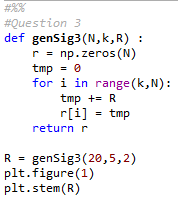 #%%
#Question 3
def genSig3(N,k,R) :
    r = np.zeros(N)
    tmp = 0
    for i in range(k,N):
        tmp += R
        r[i] = tmp
    return r

R = genSig3(20,5,2)
plt.figure(1)
plt.stem(R)